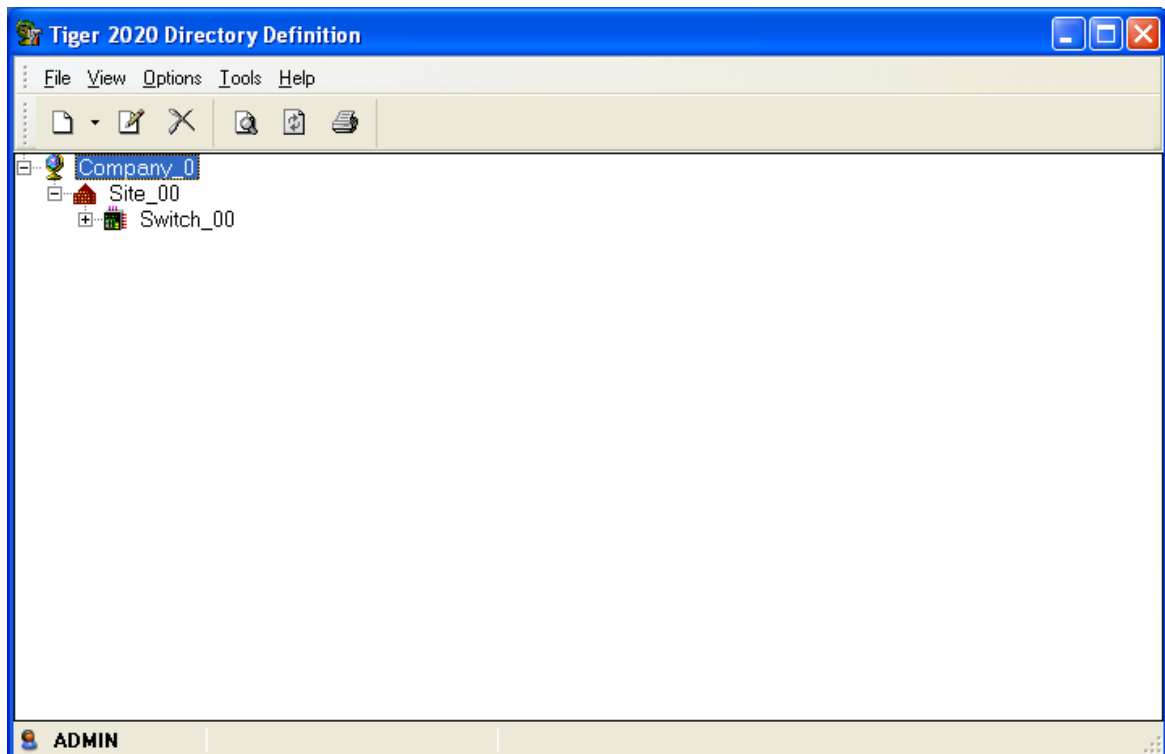 Tiger 2020 Directory Definition
File View Options Tools Help
Company_0
Site_00
Switch_00
ADMIN